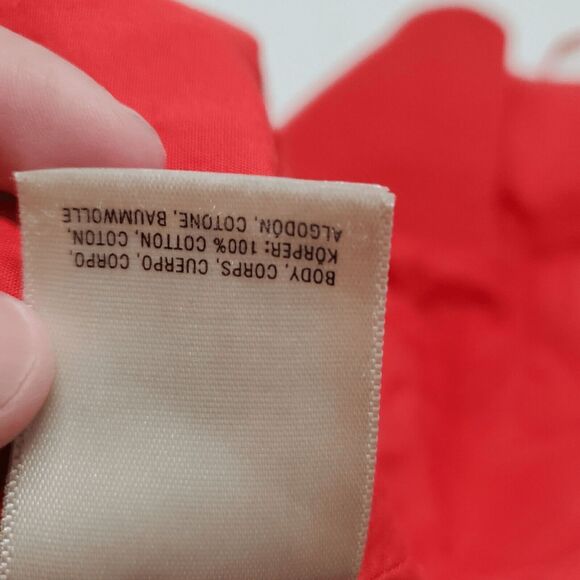 BODY, CORPS, CUERPO, CORPO,
KÖRPER: 100% COTTON, COTON,
ALGODÓN, COTONE, BAUMWOLLE